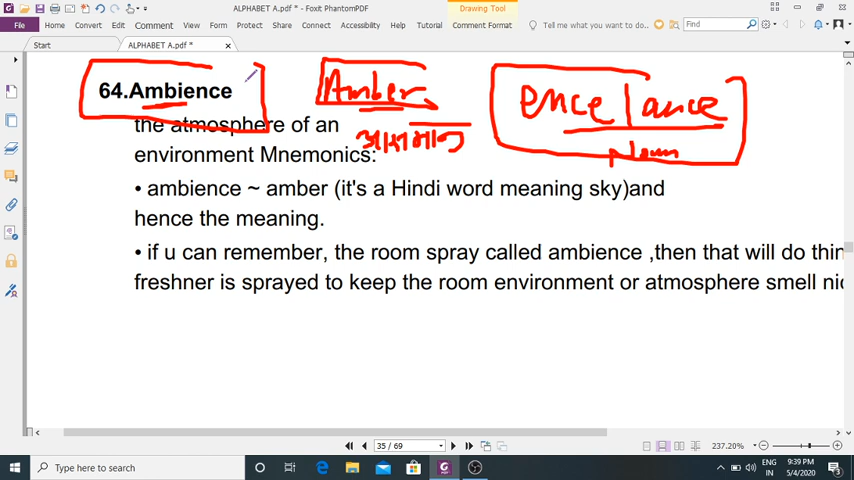 ALPHABET A.pdf * - Foxit PhantomPDF
Drawing Tool
File Home Convert Edit Comment View Form Protect Share Connect Accessibility Help Tutorial Comment Format Tell me what you want to do... Find
Start ALPHABET A.pdf *
64.Ambience Amber ence | ance
the atmosphere of an आसमान Noun
environment Mnemonics:
• ambience ~ amber (it's a Hindi word meaning sky)and
hence the meaning.
• if u can remember, the room spray called ambience ,then that will do thin
freshner is sprayed to keep the room environment or atmosphere smell nic
35 / 69 237.20%
Type here to search ENG 9:39 PM
IN 5/4/2020 3